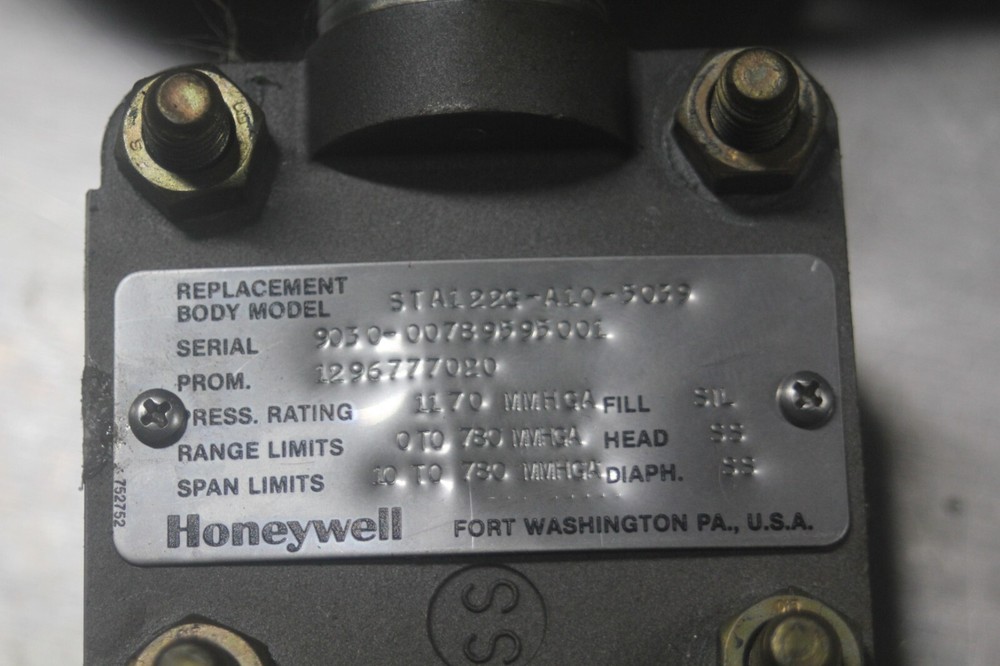 REPLACEMENT
BODY MODEL STA122G-A10-3039
SERIAL 9030-00789595001
PROM. 1296777020
PRESS. RATING 1170 MMHGA FILL SIL
RANGE LIMITS 0 TO 780 MMHGA HEAD SS
SPAN LIMITS 10 TO 780 MMHGA DIAPH. SS
752752
Honeywell FORT WASHINGTON PA., U.S.A.
SS